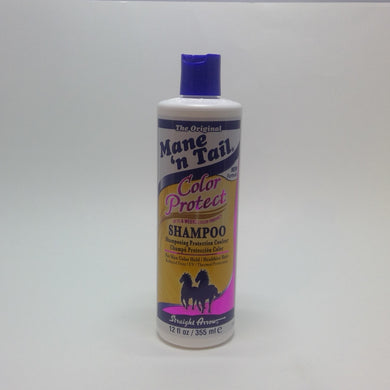 The Original
Mane
'n Tail
Color
Protect
SHAMPOO
Shampooing Protection Couleur
Champú Protección Color
Straight Arrow
12 fl oz / 355 ml ℮